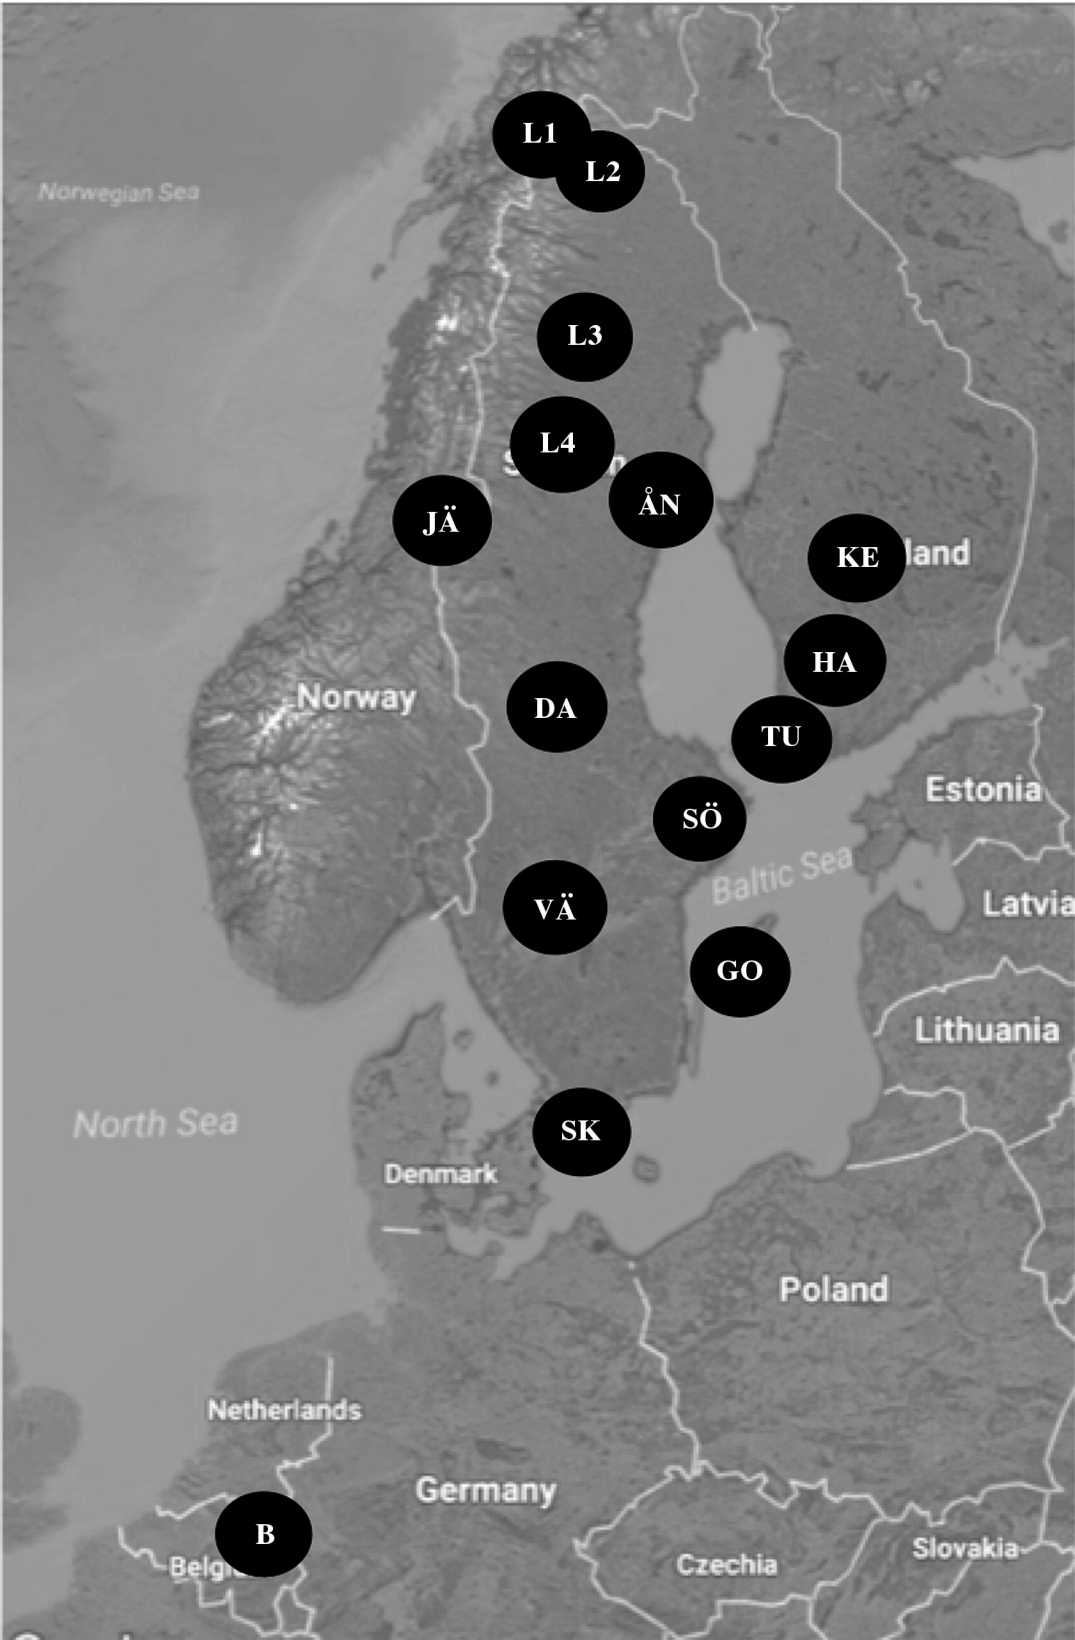 L1
L2
Norwegian Sea
L3
L4
ÅN
JÄ
KE
land
HA
Norway
DA
TU
Estonia
SÖ
Baltic Sea
VÄ
Latvia
GO
Lithuania
North Sea
SK
Denmark
Poland
Netherlands
Germany
B
Belgi
Czechia
Slovakia